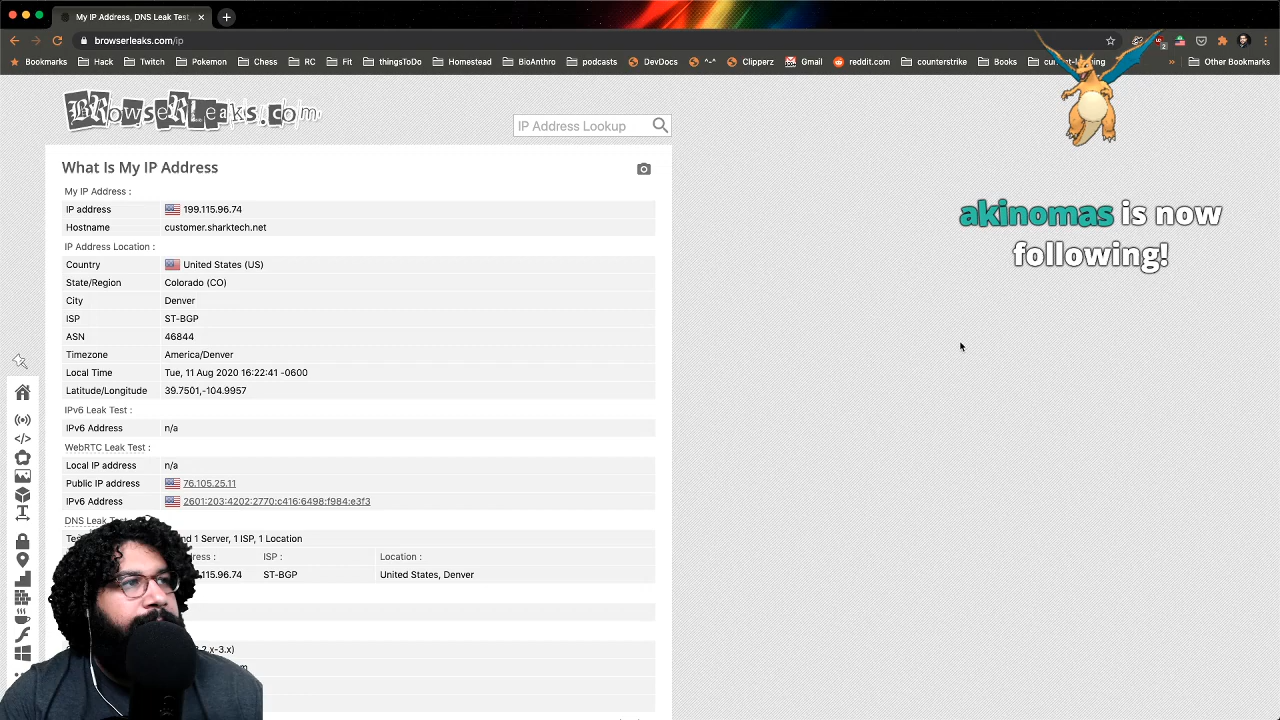 My IP Address, DNS Leak Test
browserleaks.com/ip
Bookmarks Hack Twitch Pokemon Chess RC Fit thingsToDo Homestead BioAnthro podcasts DevDocs ^-^ Clipperz Gmail reddit.com counterstrike Books » Other Bookmarks
BRowseRLeaks.com
IP Address Lookup
What Is My IP Address
My IP Address :
IP address 199.115.96.74
Hostname customer.sharktech.net
IP Address Location :
Country United States (US)
State/Region Colorado (CO)
City Denver
ISP ST-BGP
ASN 46844
Timezone America/Denver
Local Time Tue, 11 Aug 2020 16:22:41 -0600
Latitude/Longitude 39.7501,-104.9957
IPv6 Leak Test :
IPv6 Address n/a
WebRTC Leak Test :
Local IP address n/a
Public IP address 76.105.25.11
IPv6 Address 2601:203:4202:2770:c416:6498:f984:e3f3
DNS Leak
1 Server, 1 ISP, 1 Location
ISP : Location :
.115.96.74 ST-BGP United States, Denver
akinomas is now
following!